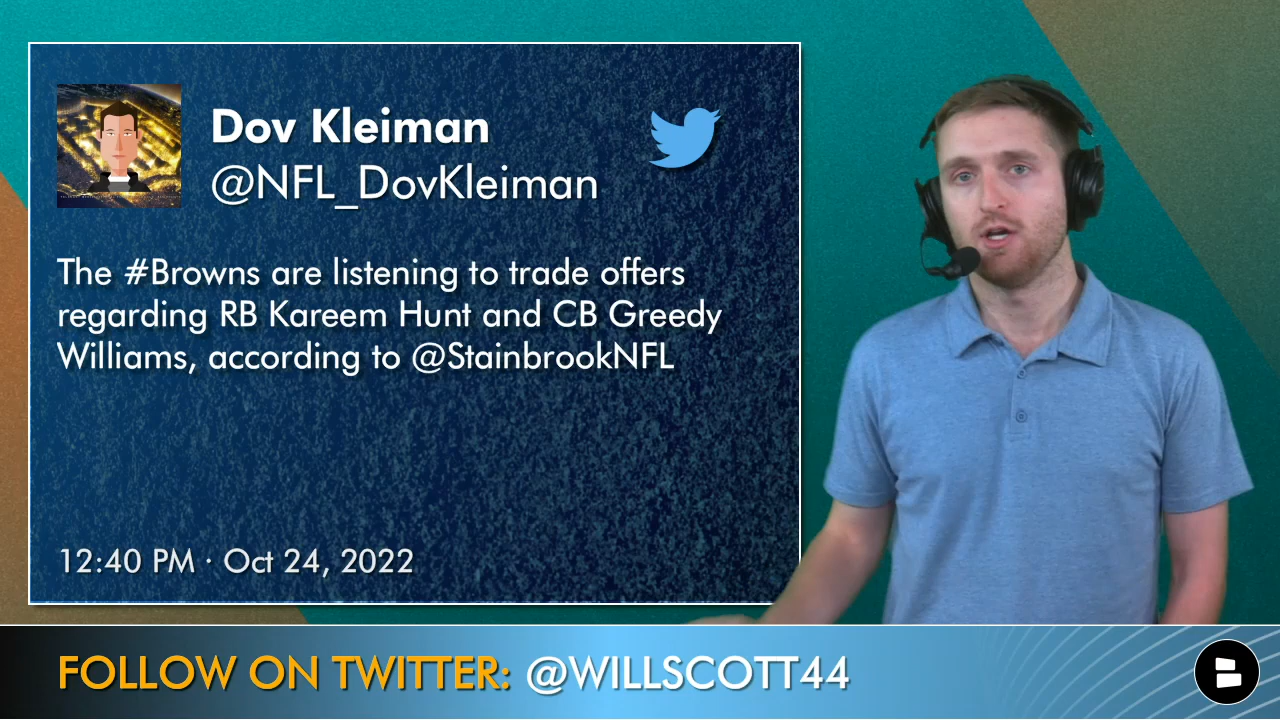 Dov Kleiman
@NFL_DovKleiman
The #Browns are listening to trade offers
regarding RB Kareem Hunt and CB Greedy
Williams, according to @StainbrookNFL
12:40 PM · Oct 24, 2022
FOLLOW ON TWITTER: @WILLSCOTT44